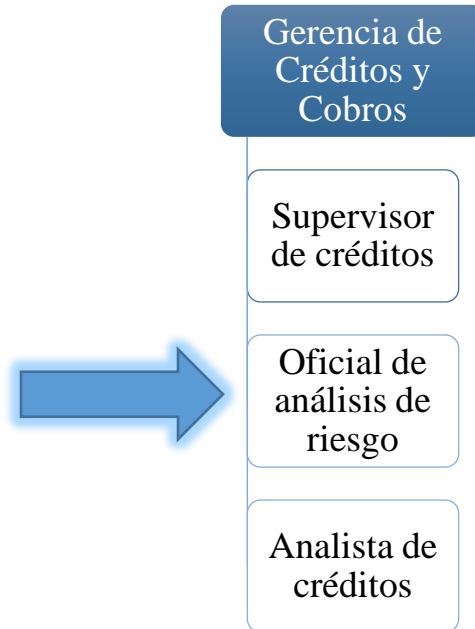 Gerencia de
Créditos y
Cobros
Supervisor
de créditos
Oficial de
análisis de
riesgo
Analista de
créditos